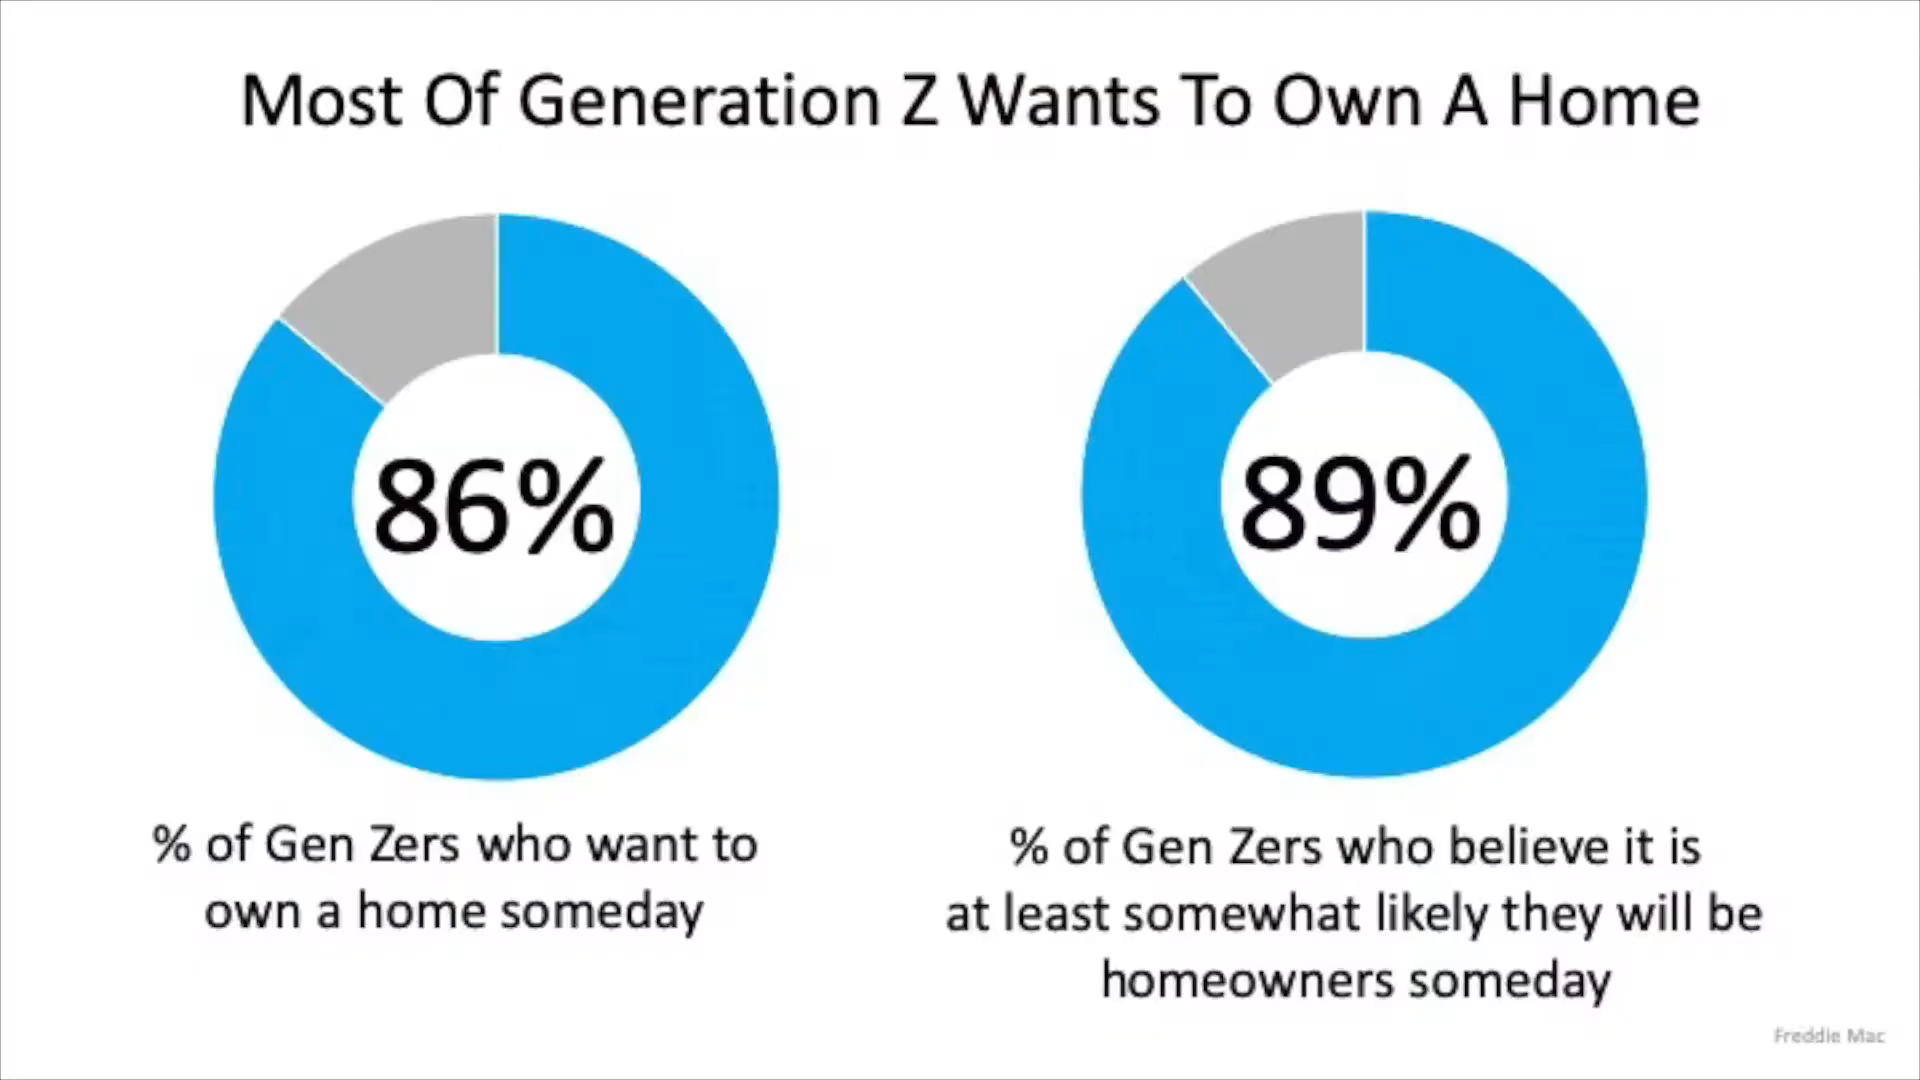 Most Of Generation Z Wants To Own A Home
86%
% of Gen Zers who want to
own a home someday
89%
% of Gen Zers who believe it is
at least somewhat likely they will be
homeowners someday
Freddie Mac